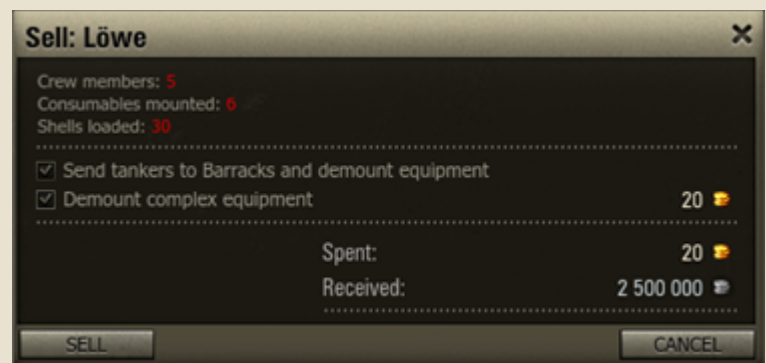 Sell: Löwe
Crew members: 5
Consumables mounted: 6
Shells loaded: 30
Send tankers to Barracks and demount equipment
Demount complex equipment 20
Spent: 20
Received: 2 500 000
SELL CANCEL